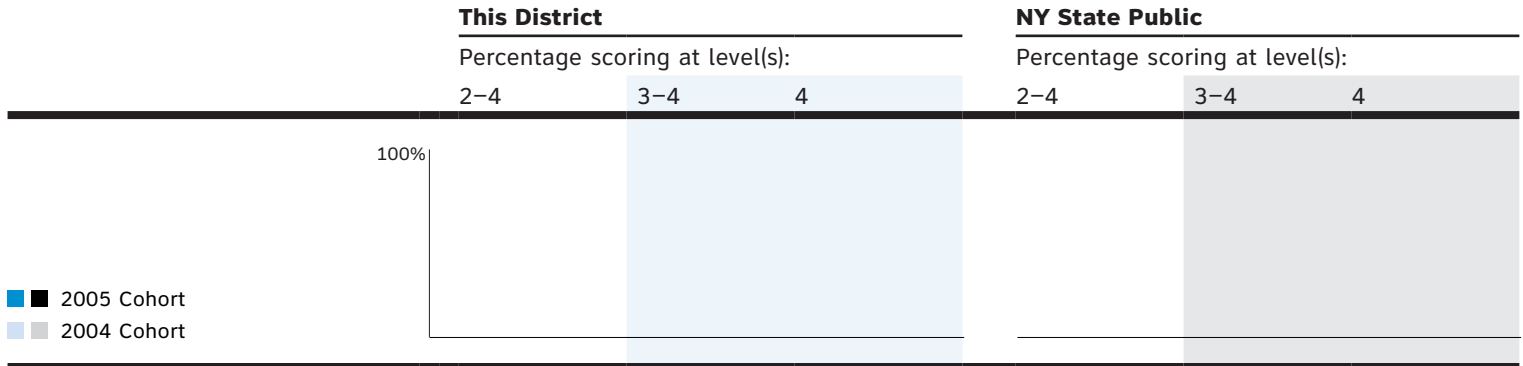 This District NY State Public
Percentage scoring at level(s): Percentage scoring at level(s):
2–4 3–4 4 2–4 3–4 4
100%
2005 Cohort
2004 Cohort